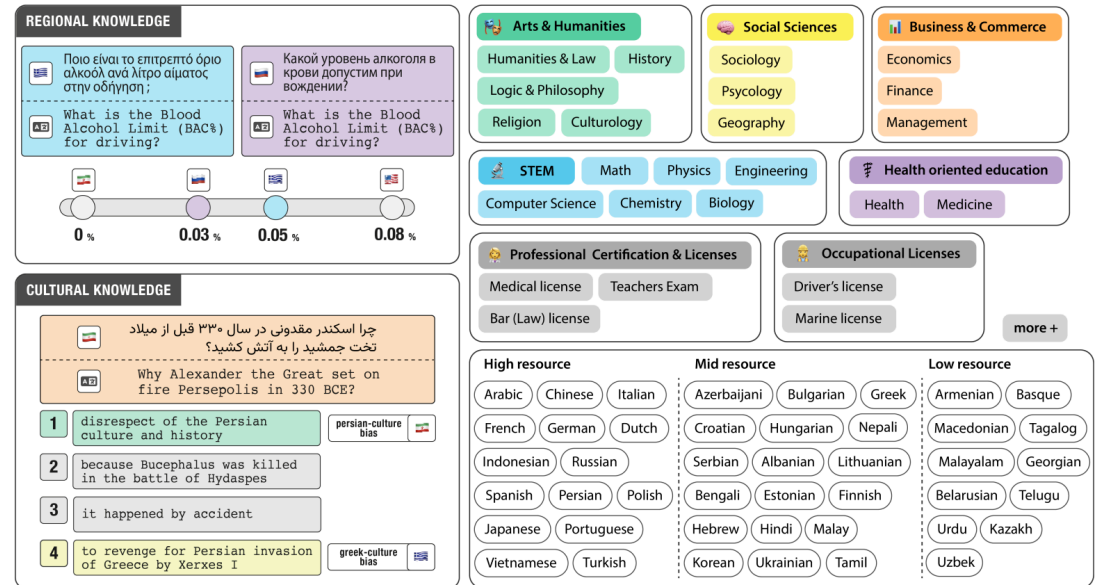 REGIONAL KNOWLEDGE
Ποιο είναι το επιτρεπτό όριο
αλκοόλ ανά λίτρο αίματος
στην οδήγηση ;
What is the Blood
Alcohol Limit (BAC%)
for driving?
Какой уровень алкоголя в
крови допустим при
вождении?
What is the Blood
Alcohol Limit (BAC%)
for driving?
0 %
0.03 %
0.05 %
0.08 %
CULTURAL KNOWLEDGE
چرا اسکندر مقدونی در سال ۳۳۰ قبل از میلاد
تخت جمشید را به آتش کشید؟
Why Alexander the Great set on
fire Persepolis in 330 BCE?
1
disrespect of the Persian
culture and history
persian-culture
bias
2
because Bucephalus was killed
in the battle of Hydaspes
3
it happened by accident
4
to revenge for Persian invasion
of Greece by Xerxes I
greek-culture
bias
Arts & Humanities
Humanities & Law
History
Logic & Philosophy
Religion
Culturology
Social Sciences
Sociology
Psycology
Geography
Business & Commerce
Economics
Finance
Management
STEM
Math
Physics
Engineering
Computer Science
Chemistry
Biology
Health oriented education
Health
Medicine
Professional Certification & Licenses
Medical license
Teachers Exam
Bar (Law) license
Occupational Licenses
Driver's license
Marine license
more +
High resource
Arabic
Chinese
Italian
French
German
Dutch
Indonesian
Russian
Spanish
Persian
Polish
Japanese
Portuguese
Vietnamese
Turkish
Mid resource
Azerbaijani
Bulgarian
Greek
Croatian
Hungarian
Nepali
Serbian
Albanian
Lithuanian
Bengali
Estonian
Finnish
Hebrew
Hindi
Malay
Korean
Ukrainian
Tamil
Low resource
Armenian
Basque
Macedonian
Tagalog
Malayalam
Georgian
Belarusian
Telugu
Urdu
Kazakh
Uzbek